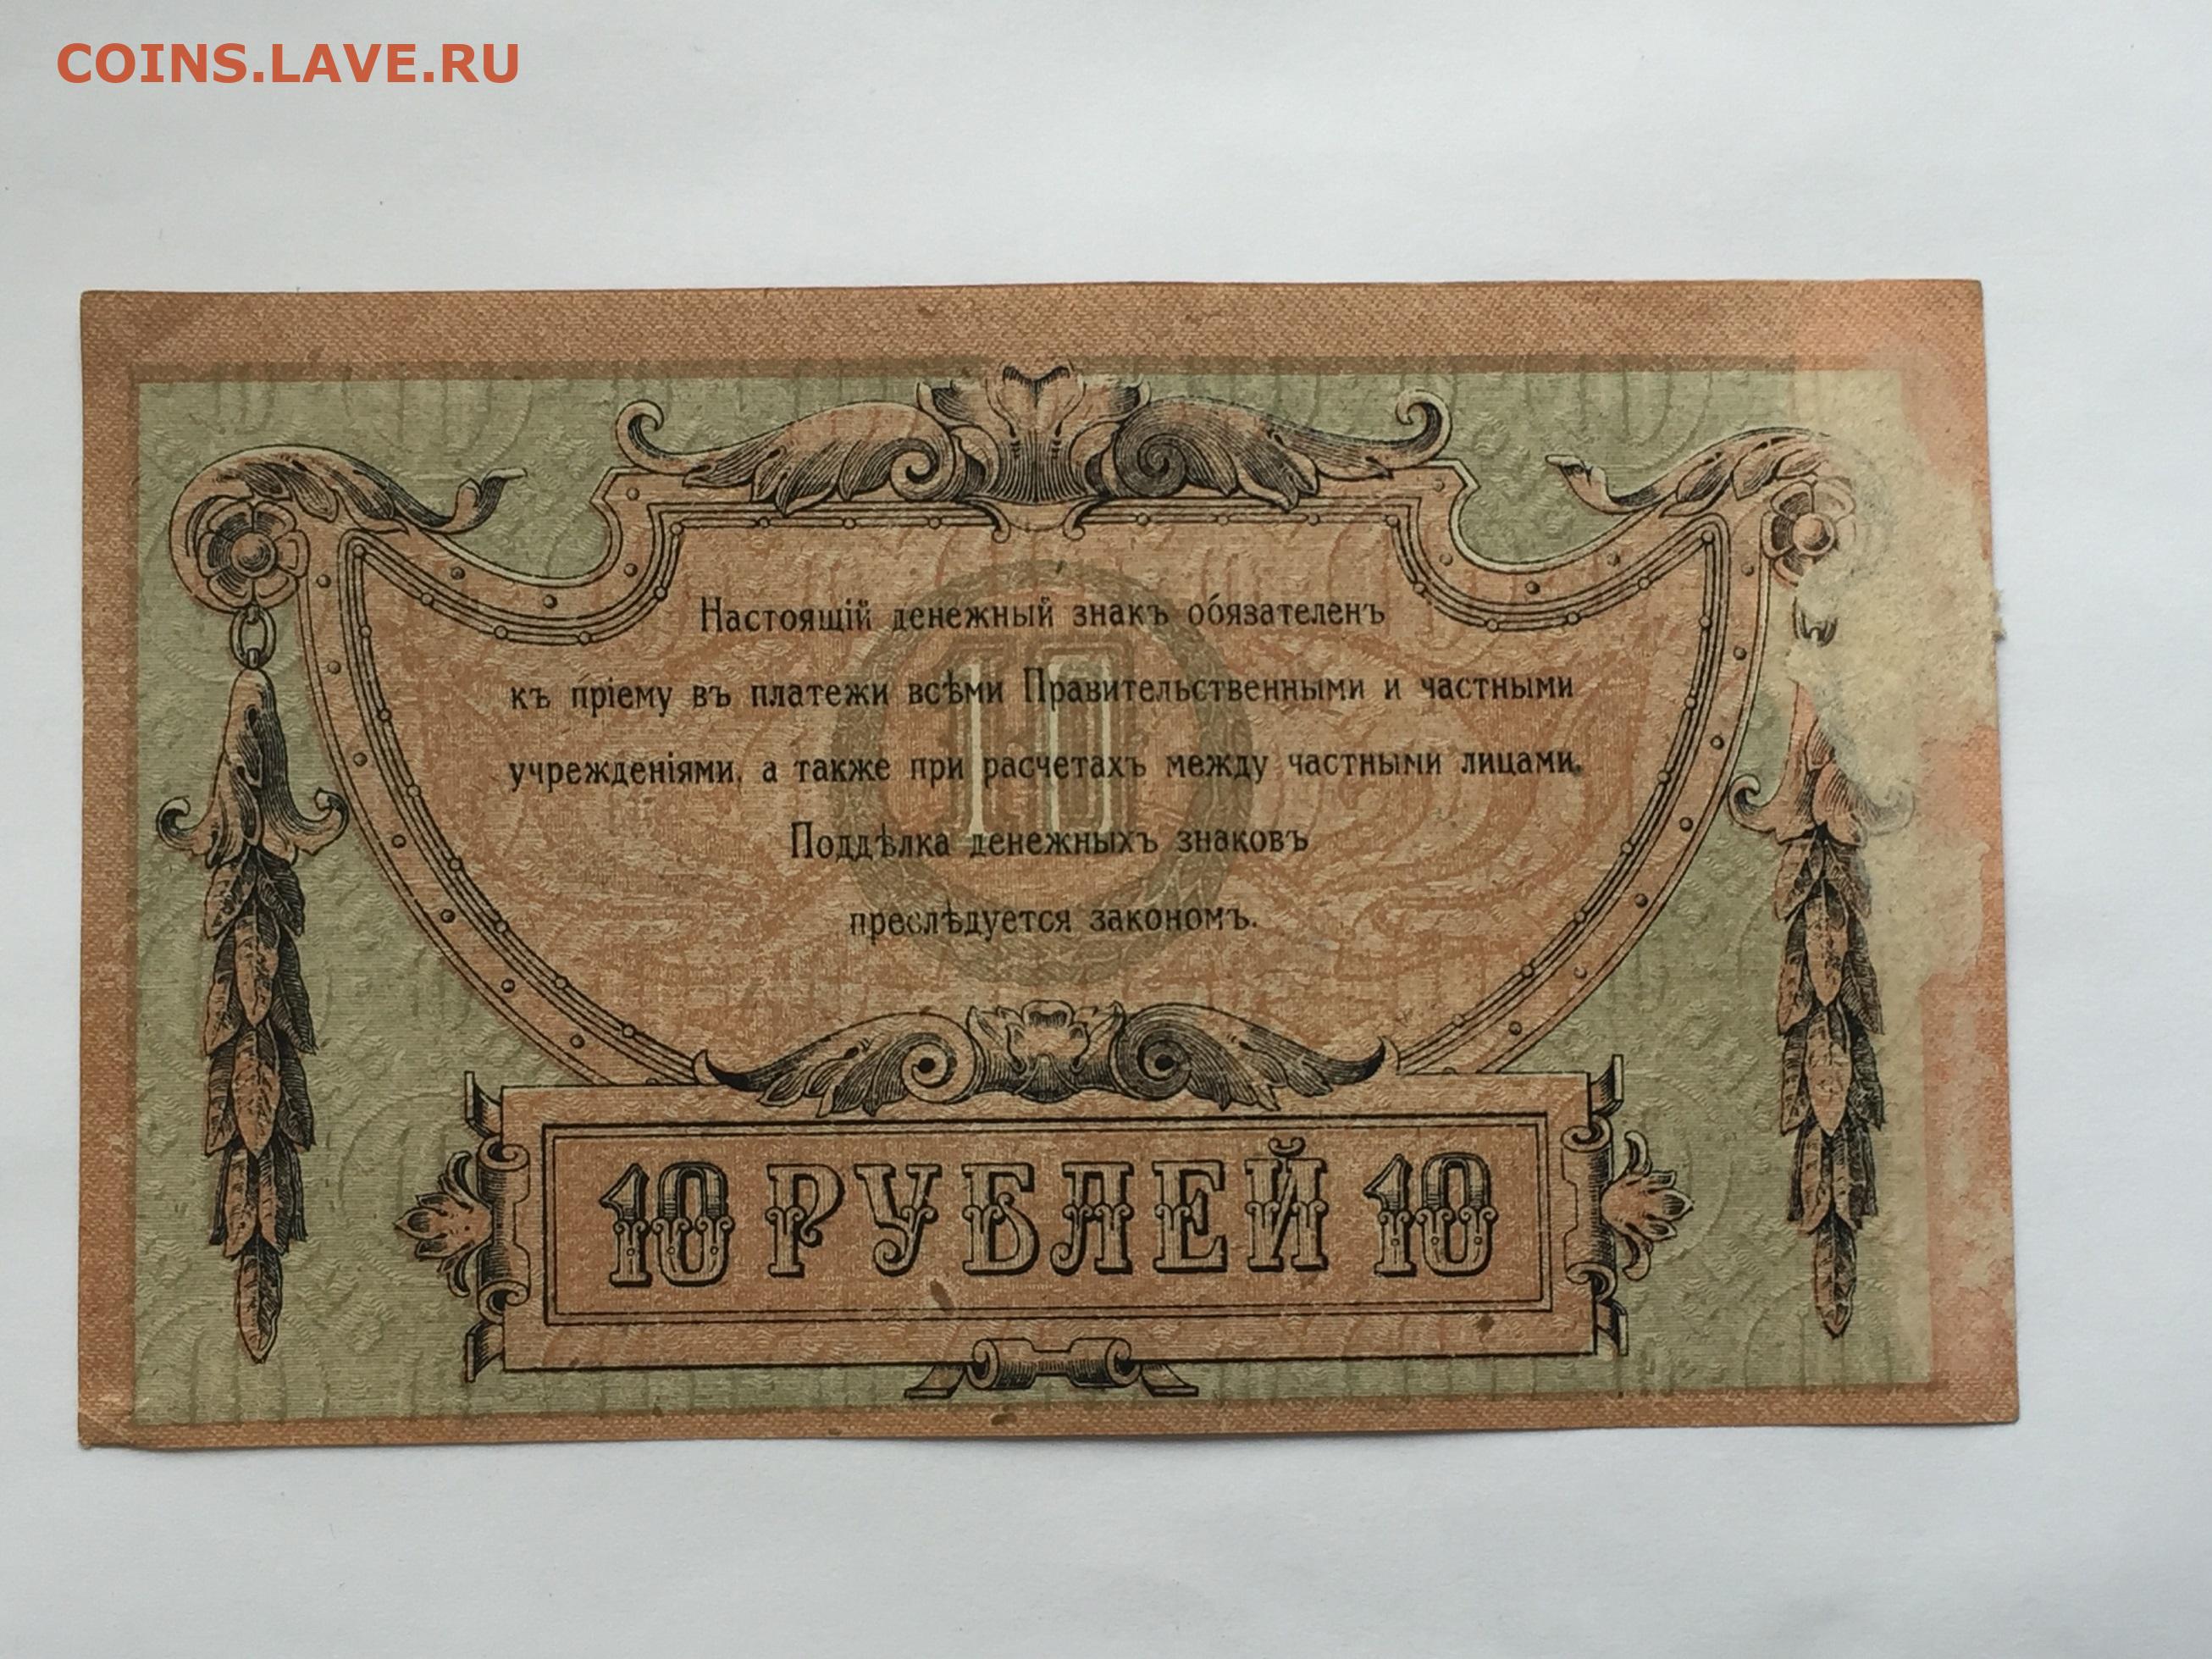 COINS.LAVE.RU
Настоящій денежный знакъ обязателенъ
къ пріему въ платежи всѣми Правительственными и частными
учрежденіями, а также при расчетахъ между частными лицами.
10
Поддѣлка денежныхъ знаковъ
преслѣдуется закономъ.
10 РУБЛЕЙ 10